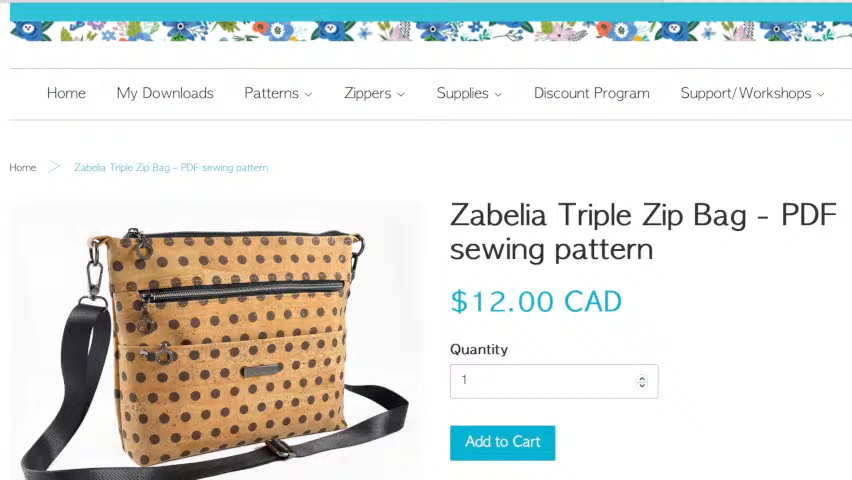 Home My Downloads Patterns Zippers Supplies Discount Program Support/Workshops
Home > Zabelia Triple Zip Bag - PDF sewing pattern
Zabelia Triple Zip Bag - PDF
sewing pattern
$12.00 CAD
Quantity
1
Add to Cart